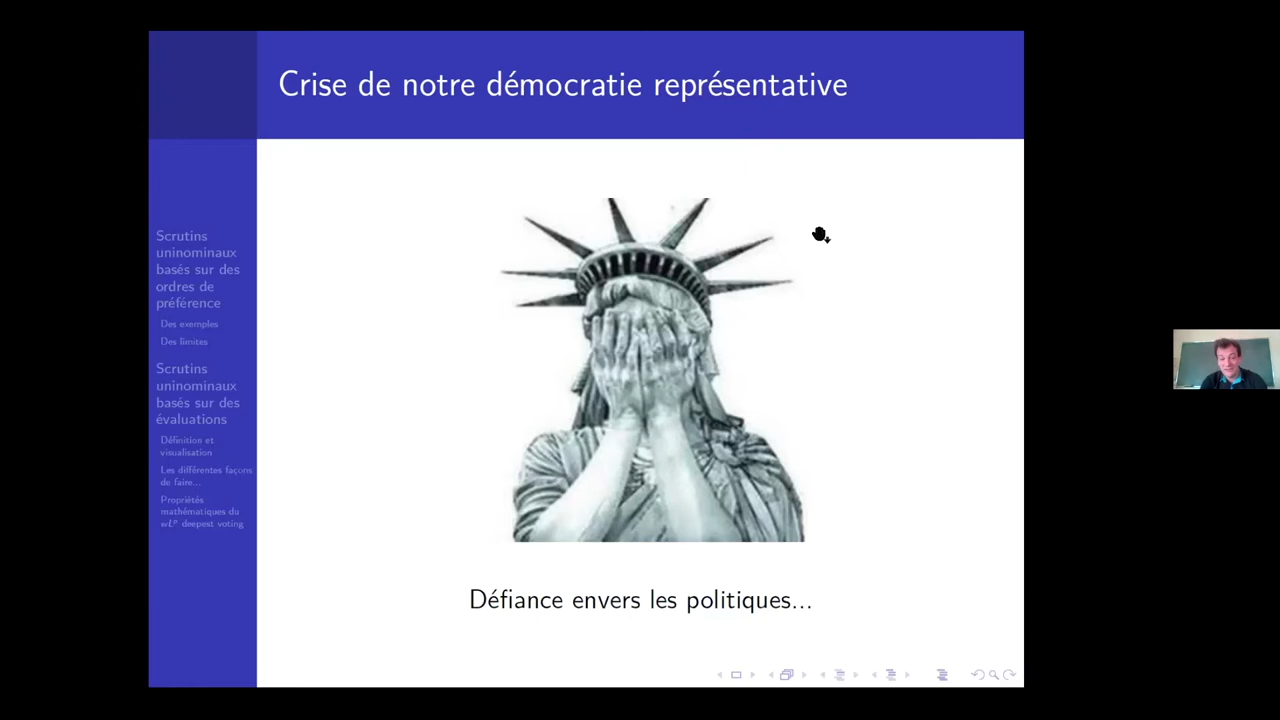 Crise de notre démocratie représentative
Scrutins
uninominaux
basés sur des
ordres de
préférence
Des exemples
Des limites
Scrutins
uninominaux
basés sur des
évaluations
Définition et
visualisation
Les différentes façons
de faire...
Propriétés
mathématiques du
wLᵖ deepest voting
Défiance envers les politiques...